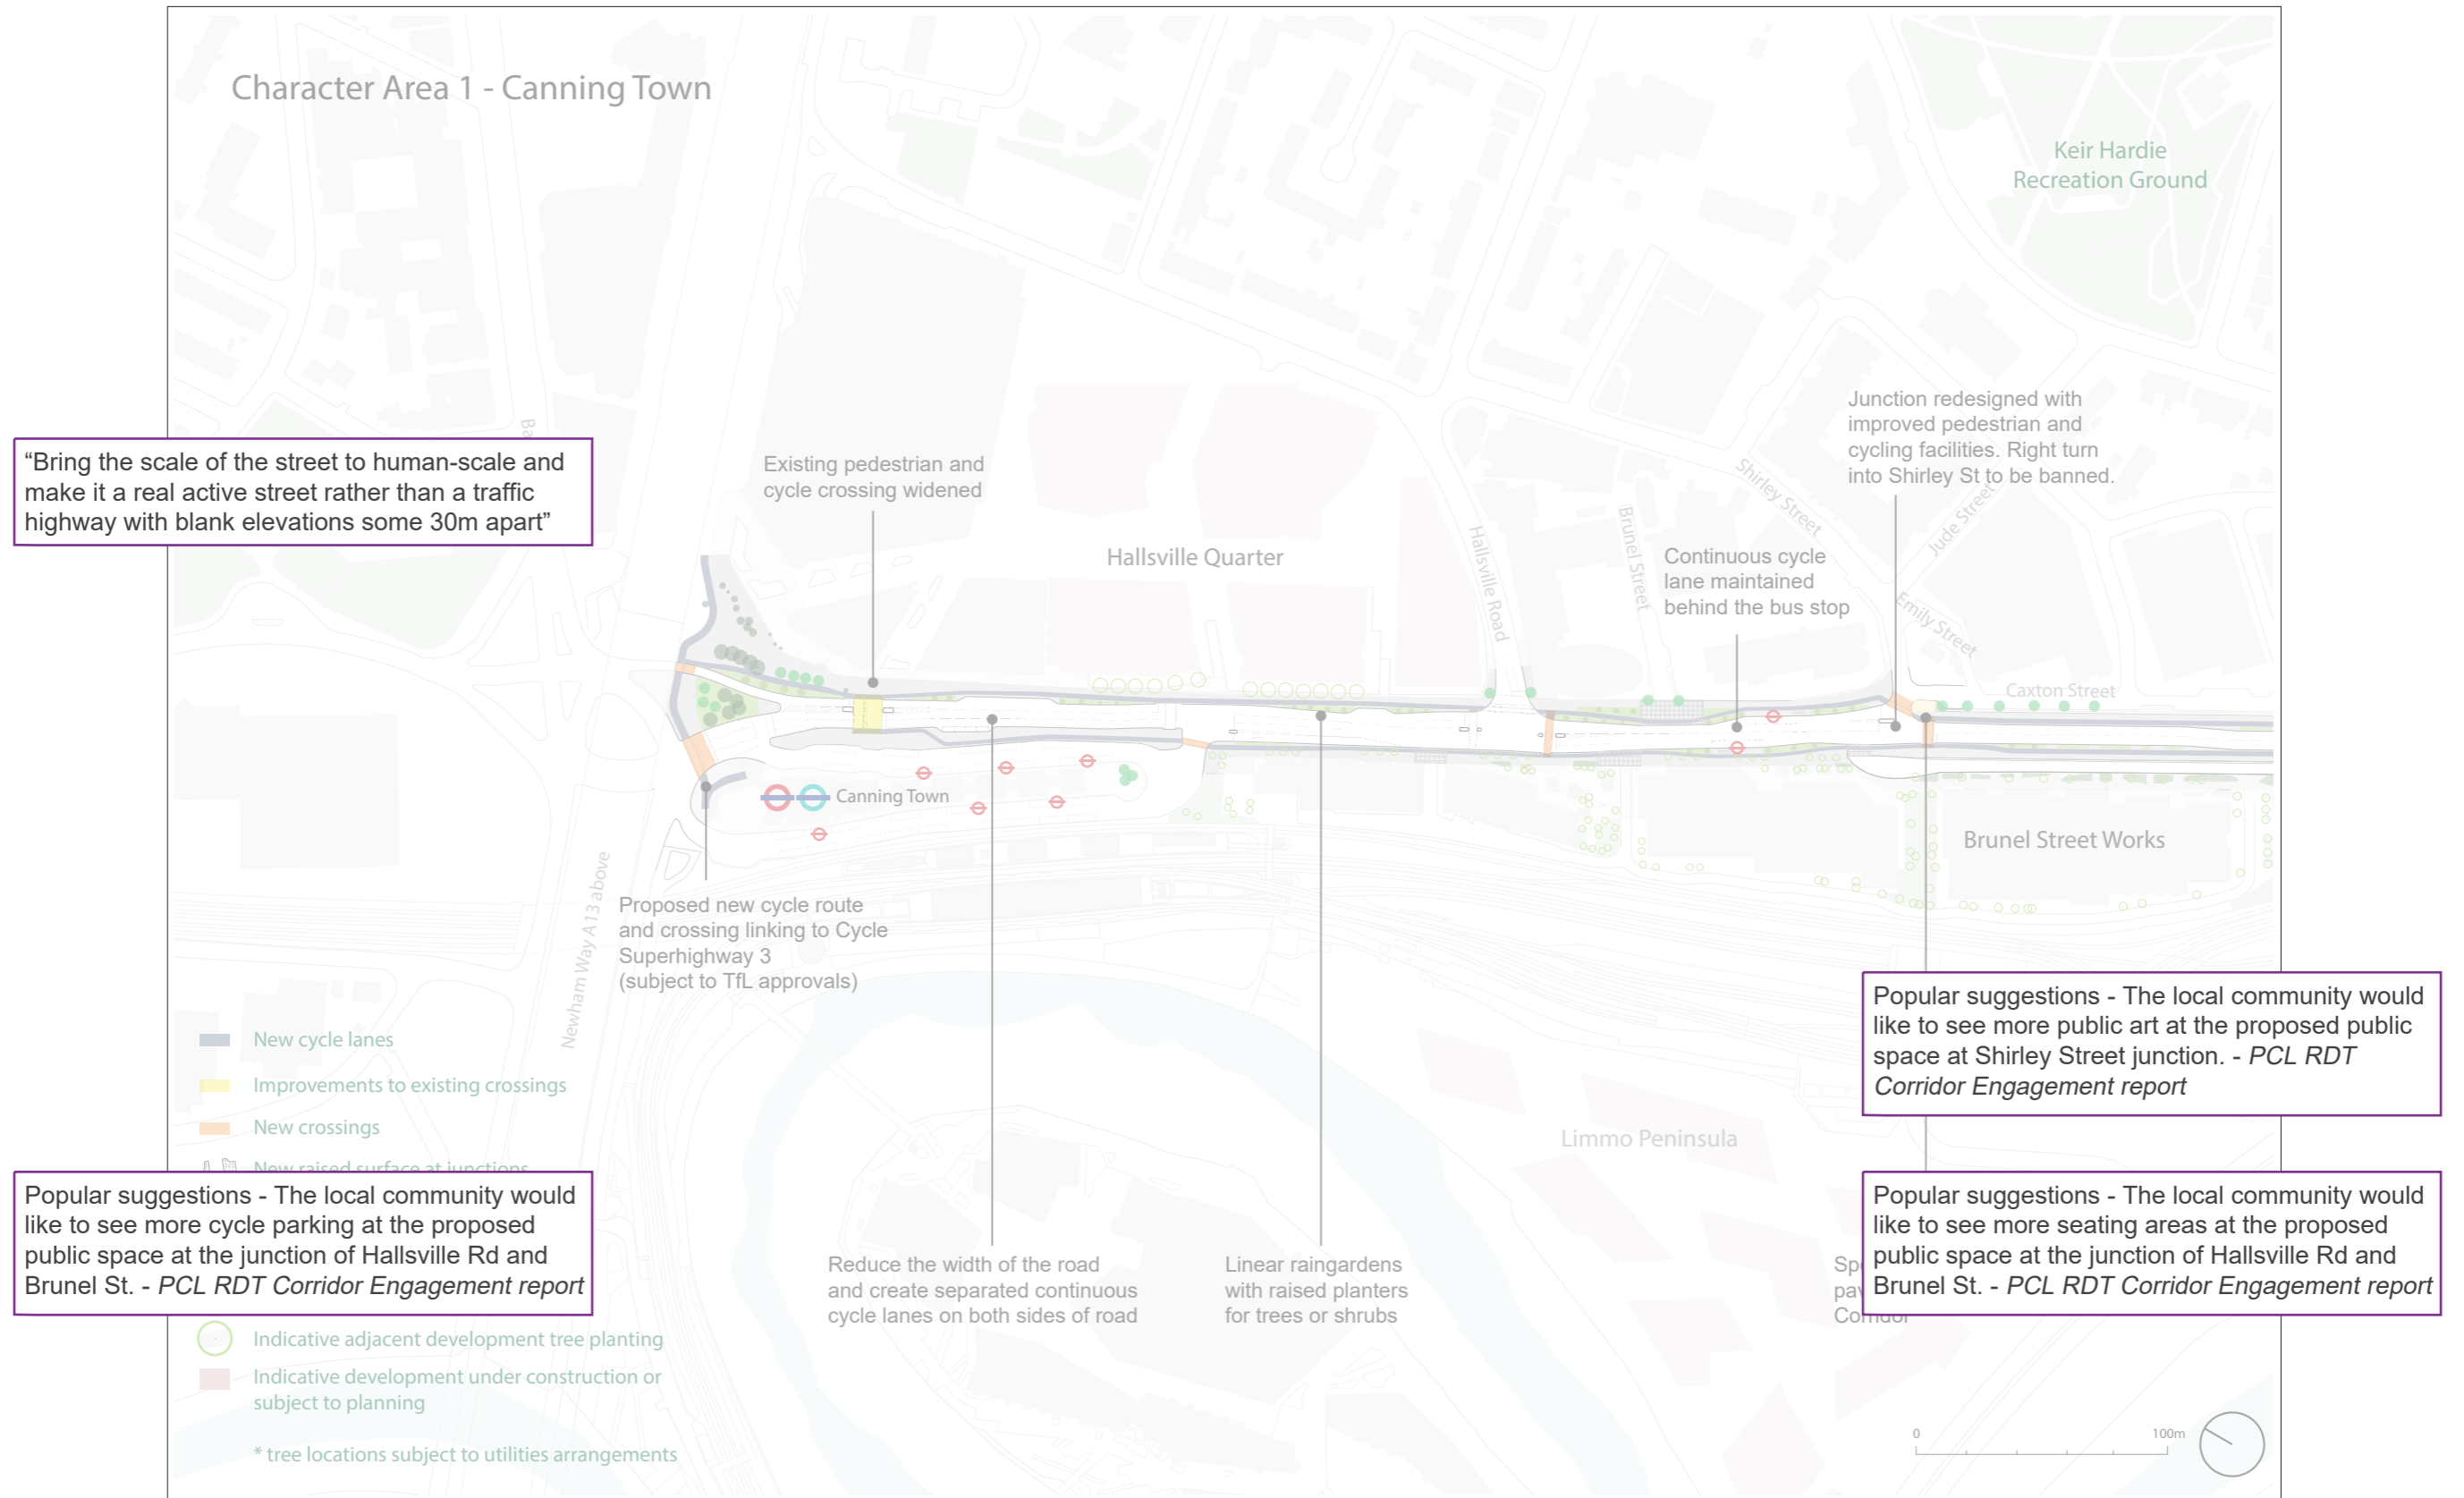 Character Area 1 - Canning Town
Keir Hardie
Recreation Ground
“Bring the scale of the street to human-scale and
make it a real active street rather than a traffic
highway with blank elevations some 30m apart”
Existing pedestrian and
cycle crossing widened
Hallsville Quarter
Junction redesigned with
improved pedestrian and
cycling facilities. Right turn
into Shirley St to be banned.
Continuous cycle
lane maintained
behind the bus stop
Hallsville Road
Brunel Street
Shirley Street
Jude Street
Emily Street
Caxton Street
Canning Town
Brunel Street Works
Newham Way A13 above
Proposed new cycle route
and crossing linking to Cycle
Superhighway 3
(subject to TfL approvals)
Popular suggestions - The local community would
like to see more public art at the proposed public
space at Shirley Street junction. - PCL RDT
Corridor Engagement report
Limmo Peninsula
New cycle lanes
Improvements to existing crossings
New crossings
New raised surface at junctions
Popular suggestions - The local community would
like to see more cycle parking at the proposed
public space at the junction of Hallsville Rd and
Brunel St. - PCL RDT Corridor Engagement report
Reduce the width of the road
and create separated continuous
cycle lanes on both sides of road
Linear raingardens
with raised planters
for trees or shrubs
Popular suggestions - The local community would
like to see more seating areas at the proposed
public space at the junction of Hallsville Rd and
Brunel St. - PCL RDT Corridor Engagement report
Corridor
Indicative adjacent development tree planting
Indicative development under construction or
subject to planning
* tree locations subject to utilities arrangements
0 100m